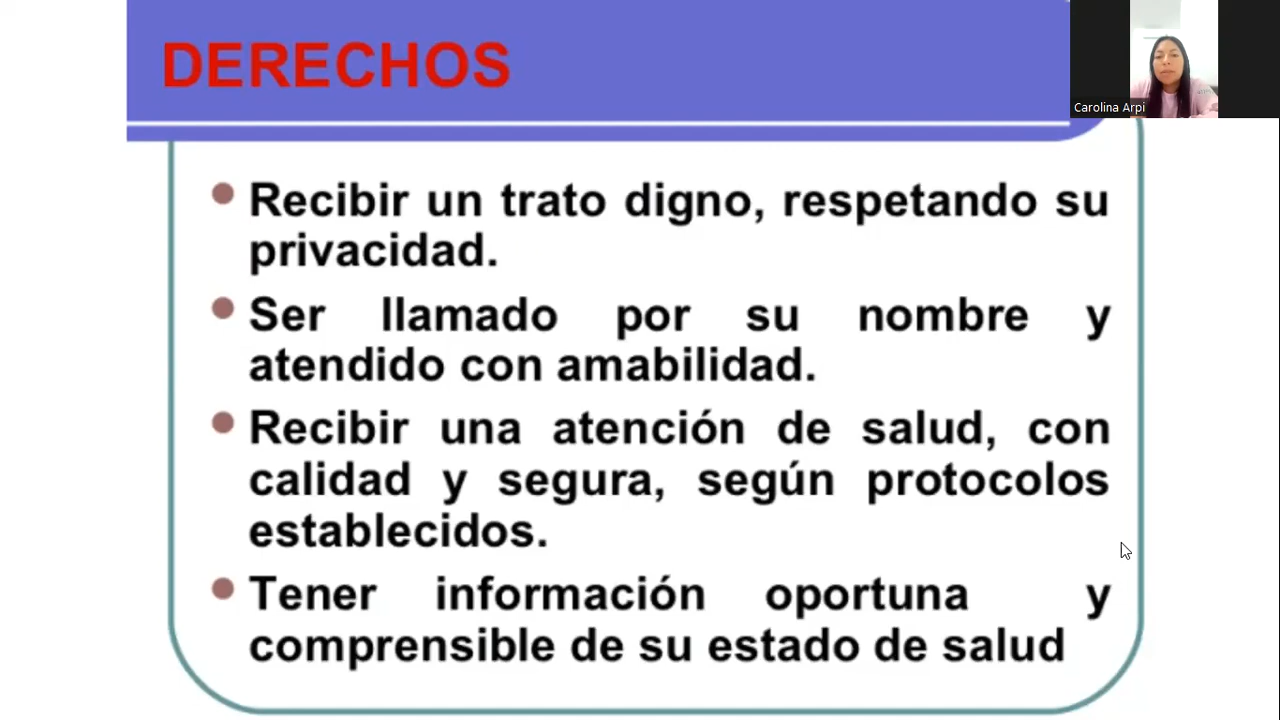 DERECHOS
Carolina Arpi
Recibir un trato digno, respetando su
privacidad.
Ser llamado por su nombre y
atendido con amabilidad.
Recibir una atención de salud, con
calidad y segura, según protocolos
establecidos.
Tener información oportuna y
comprensible de su estado de salud